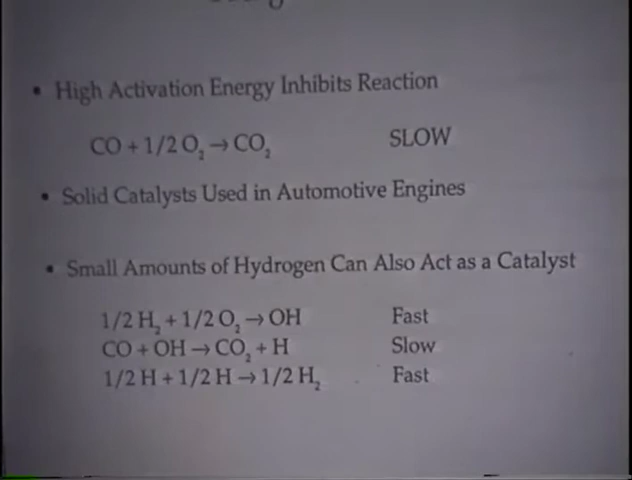 • High Activation Energy Inhibits Reaction
CO + 1/2 O₂ → CO₂ SLOW
• Solid Catalysts Used in Automotive Engines
• Small Amounts of Hydrogen Can Also Act as a Catalyst
1/2 H₂ + 1/2 O₂ → OH Fast
CO + OH → CO₂ + H Slow
1/2 H + 1/2 H → 1/2 H₂ Fast